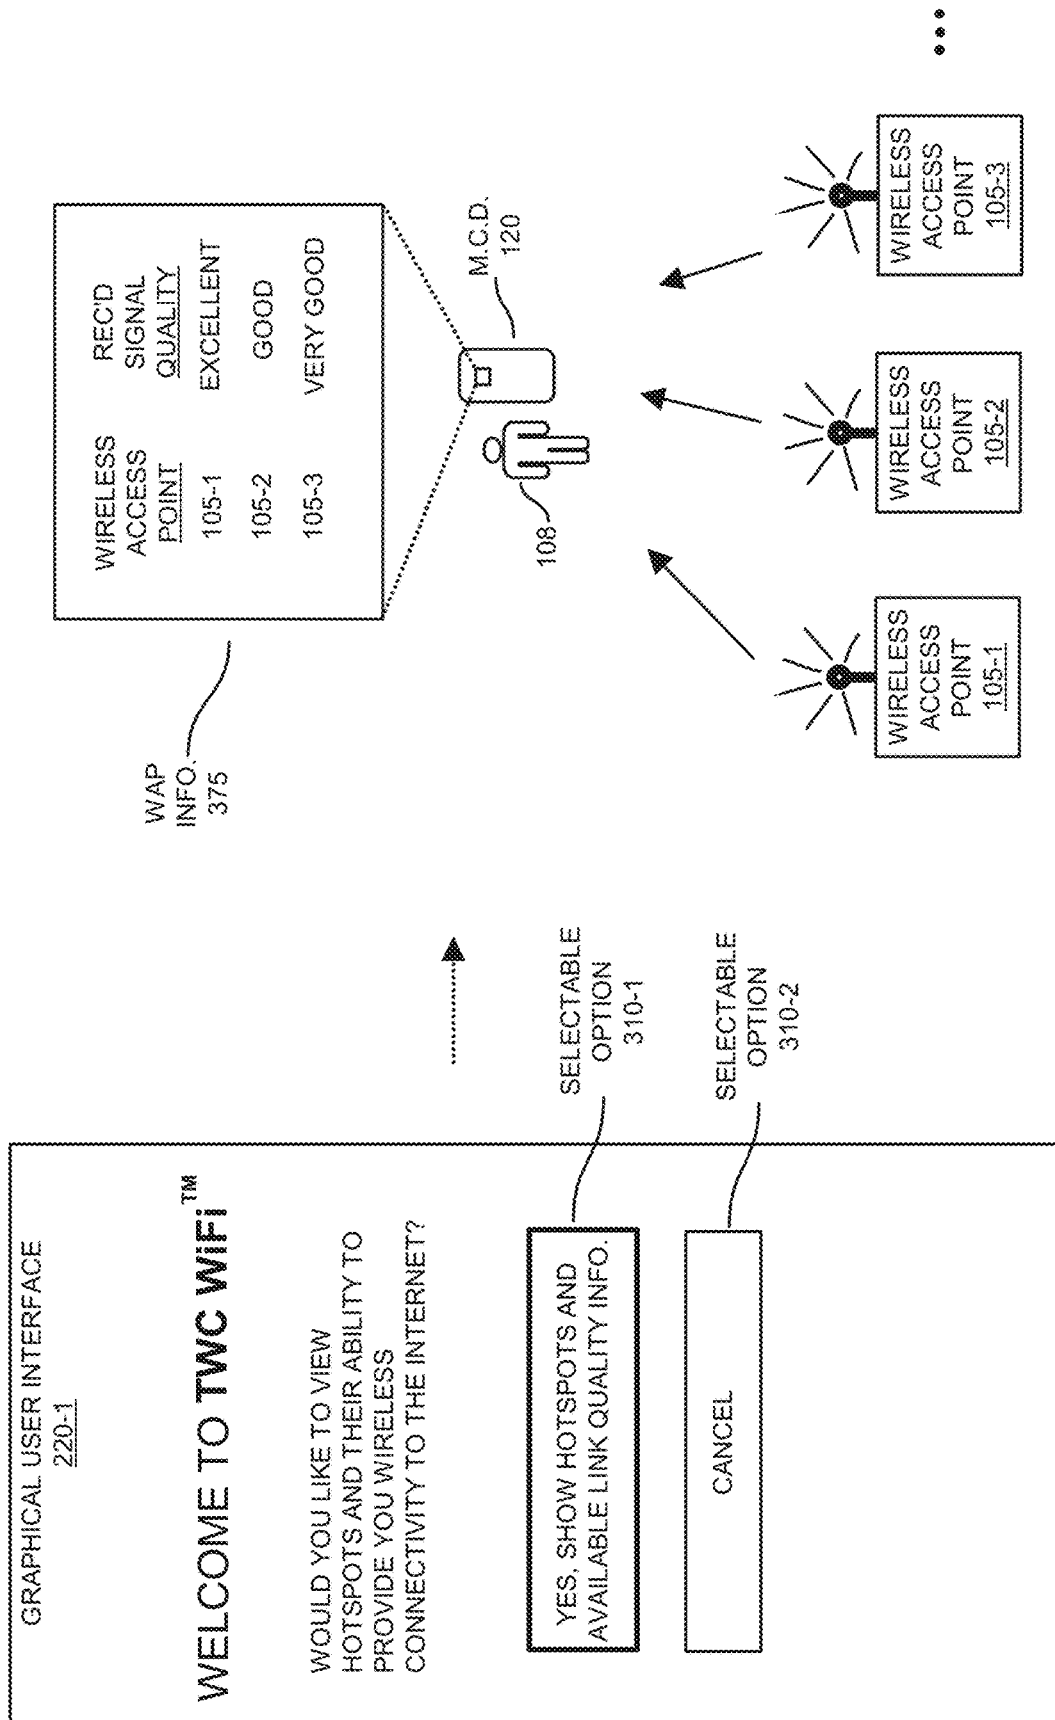 GRAPHICAL USER INTERFACE
220-1
WELCOME TO TWC WiFi™
WOULD YOU LIKE TO VIEW
HOTSPOTS AND THEIR ABILITY TO
PROVIDE YOU WIRELESS
CONNECTIVITY TO THE INTERNET?
YES, SHOW HOTSPOTS AND
AVAILABLE LINK QUALITY INFO.
CANCEL
SELECTABLE
OPTION
310-1
SELECTABLE
OPTION
310-2
WAP
INFO.
375
WIRELESS
ACCESS
POINT
REC'D
SIGNAL
QUALITY
105-1 EXCELLENT
105-2 GOOD
105-3 VERY GOOD
108
M.C.D.
120
WIRELESS
ACCESS
POINT
105-1
WIRELESS
ACCESS
POINT
105-2
WIRELESS
ACCESS
POINT
105-3